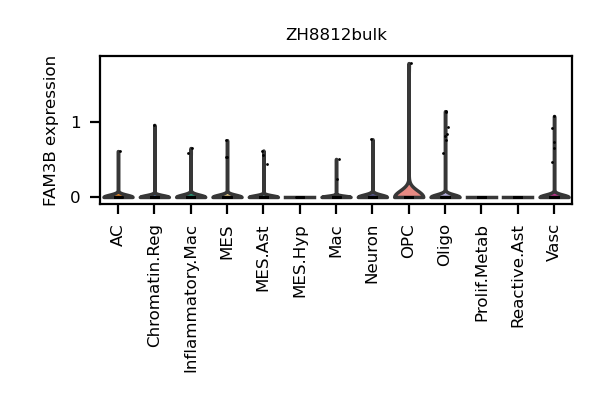 ZH8812bulk
FAM3B expression
1
0
AC
Chromatin.Reg
Inflammatory.Mac
MES
MES.Ast
MES.Hyp
Mac
Neuron
OPC
Oligo
Prolif.Metab
Reactive.Ast
Vasc